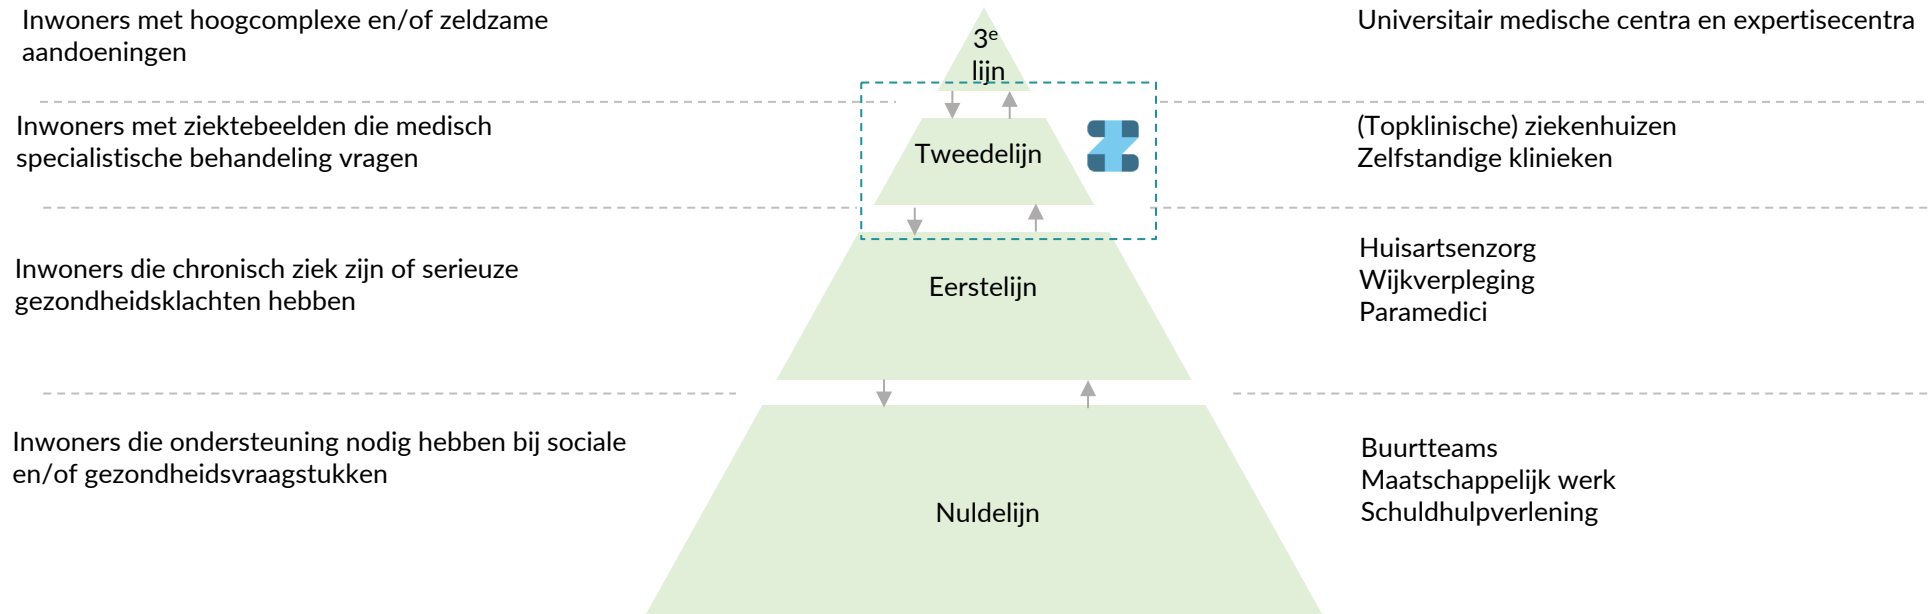 Inwoners met hoogcomplexe en/of zeldzame
aandoeningen
3e
lijn
Universitair medische centra en expertisecentra
Inwoners met ziektebeelden die medisch
specialistische behandeling vragen
Tweedelijn
(Topklinische) ziekenhuizen
Zelfstandige klinieken
Inwoners die chronisch ziek zijn of serieuze
gezondheidsklachten hebben
Eerstelijn
Huisartsenzorg
Wijkverpleging
Paramedici
Inwoners die ondersteuning nodig hebben bij sociale
en/of gezondheidsvraagstukken
Nuldelijn
Buurtteams
Maatschappelijk werk
Schuldhulpverlening